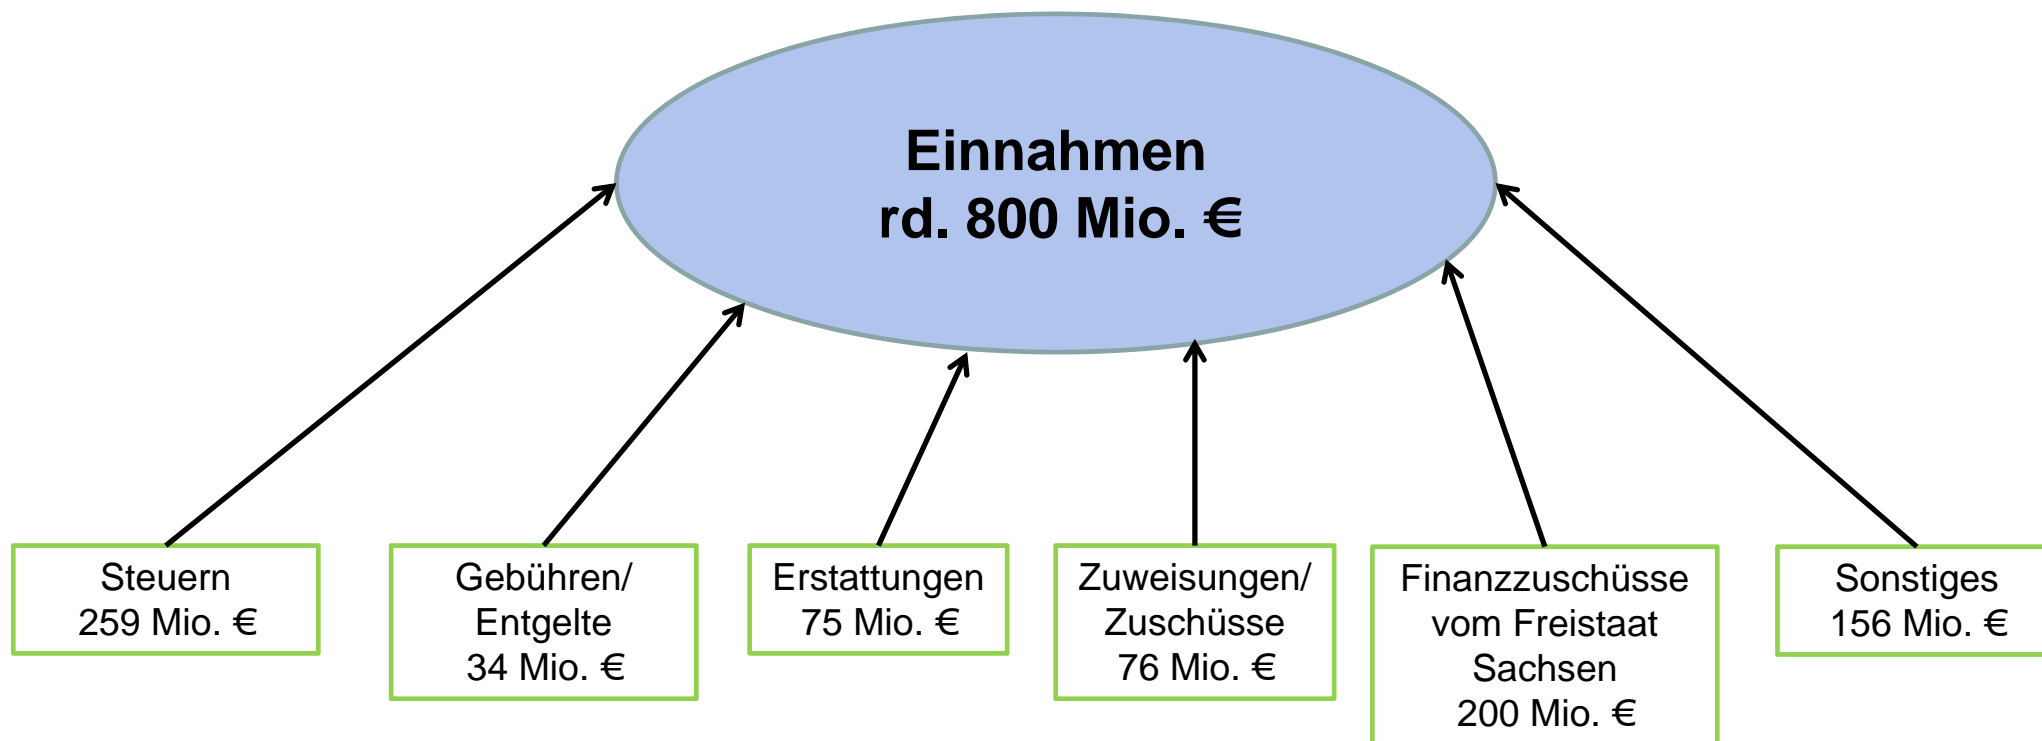 Einnahmen
rd. 800 Mio. €
Steuern
259 Mio. €
Gebühren/
Entgelte
34 Mio. €
Erstattungen
75 Mio. €
Zuweisungen/
Zuschüsse
76 Mio. €
Finanzzuschüsse
vom Freistaat
Sachsen
200 Mio. €
Sonstiges
156 Mio. €